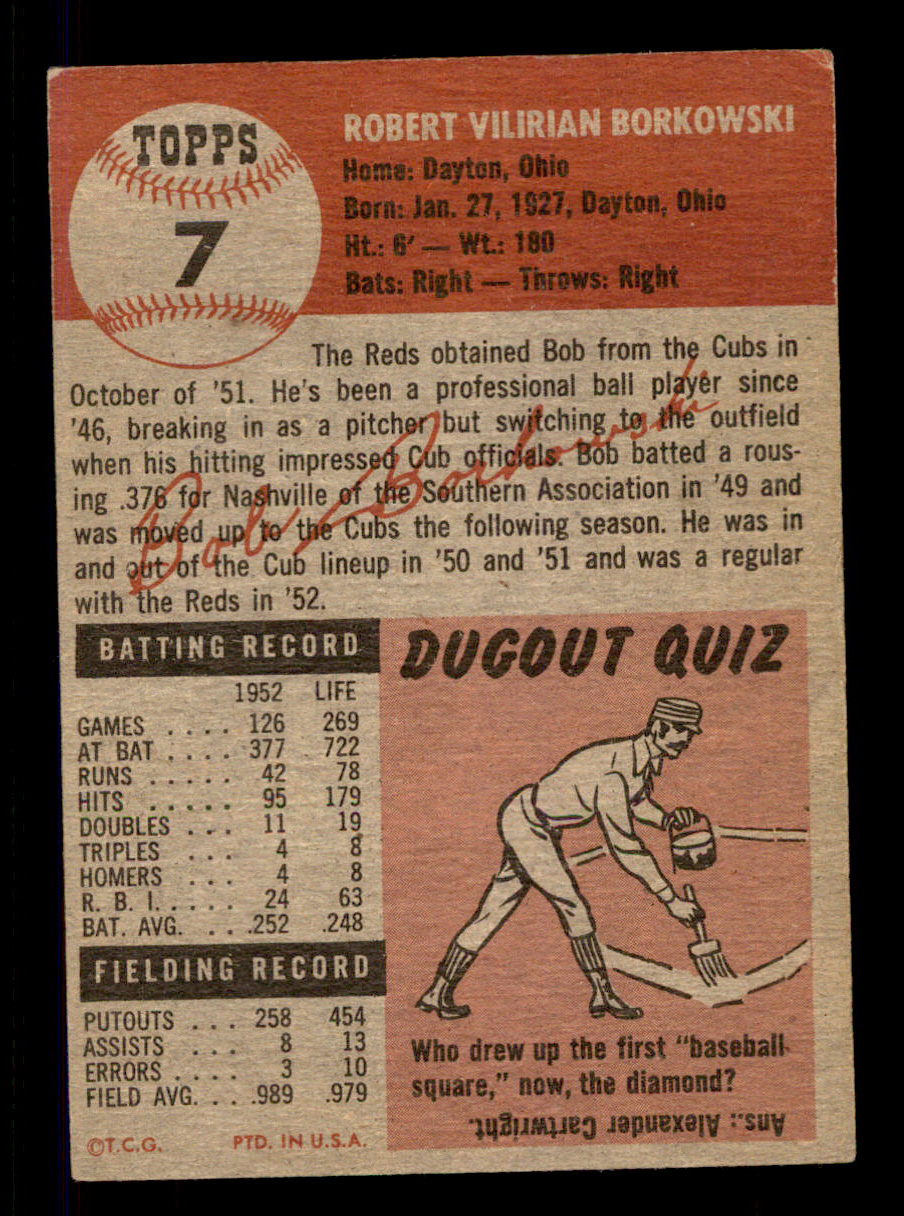 TOPPS
7
ROBERT VILIRIAN BORKOWSKI
Home: Dayton, Ohio
Born: Jan. 27, 1927, Dayton, Ohio
Ht.: 6' — Wt.: 180
Bats: Right — Throws: Right
The Reds obtained Bob from the Cubs in
October of '51. He's been a professional ball player since
'46, breaking in as a pitcher but switching to the outfield
when his hitting impressed Cub officials. Bob batted a rous-
ing .376 for Nashville of the Southern Association in '49 and
was moved up to the Cubs the following season. He was in
and out of the Cub lineup in '50 and '51 and was a regular
with the Reds in '52.
Bob Borkowski
BATTING RECORD
1952 LIFE
GAMES . . . . 126 269
AT BAT . . . . 377 722
RUNS . . . . . 42 78
HITS . . . . . 95 179
DOUBLES . . . 11 19
TRIPLES . . . 4 8
HOMERS . . . 4 8
R. B. I. . . . . 24 63
BAT. AVG. . . .252 .248
FIELDING RECORD
PUTOUTS . . . 258 454
ASSISTS . . . 8 13
ERRORS . . . . 3 10
FIELD AVG. . . .989 .979
©T.C.G. PTD. IN U.S.A.
DUGOUT QUIZ
Who drew up the first "baseball
square," now, the diamond?
Ans.: Alexander Cartwright.